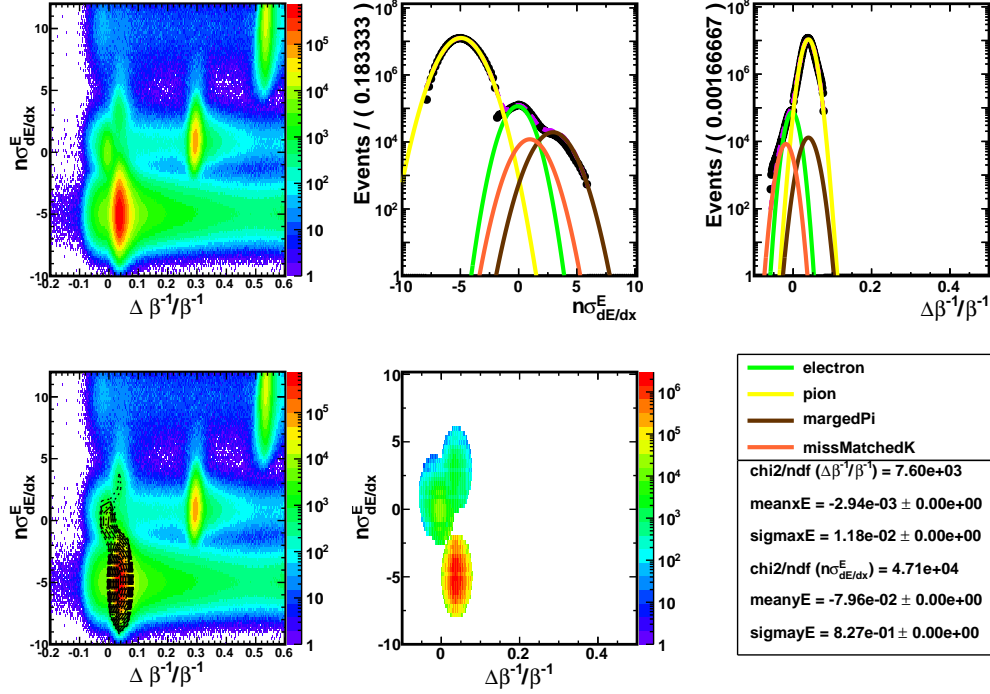 10
5
0
-5
-10
nσ^E_dE/dx
-0.2 -0.1 0 0.1 0.2 0.3 0.4 0.5 0.6
Δ β^-1/β^-1
10^5
10^4
10^3
10^2
10
1
Events / ( 0.1833333 )
10^8
10^6
10^4
10^2
1
-10 -5 0 5 10
nσ^E_dE/dx
Events / ( 0.00166667 )
10^8
10^6
10^4
10^2
1
0 0.2 0.4
Δβ^-1/β^-1
10
5
0
-5
-10
nσ^E_dE/dx
-0.2 -0.1 0 0.1 0.2 0.3 0.4 0.5 0.6
Δ β^-1/β^-1
10^5
10^4
10^3
10^2
10
1
10
5
0
-5
-10
nσ^E_dE/dx
0 0.2 0.4
Δβ^-1/β^-1
10^6
10^5
10^4
10^3
10^2
10
1
electron
pion
margedPi
missMatchedK
chi2/ndf (Δβ^-1/β^-1) = 7.60e+03
meanxE = -2.94e-03 ± 0.00e+00
sigmaxE = 1.18e-02 ± 0.00e+00
chi2/ndf (nσ^E_dE/dx) = 4.71e+04
meanyE = -7.96e-02 ± 0.00e+00
sigmayE = 8.27e-01 ± 0.00e+00